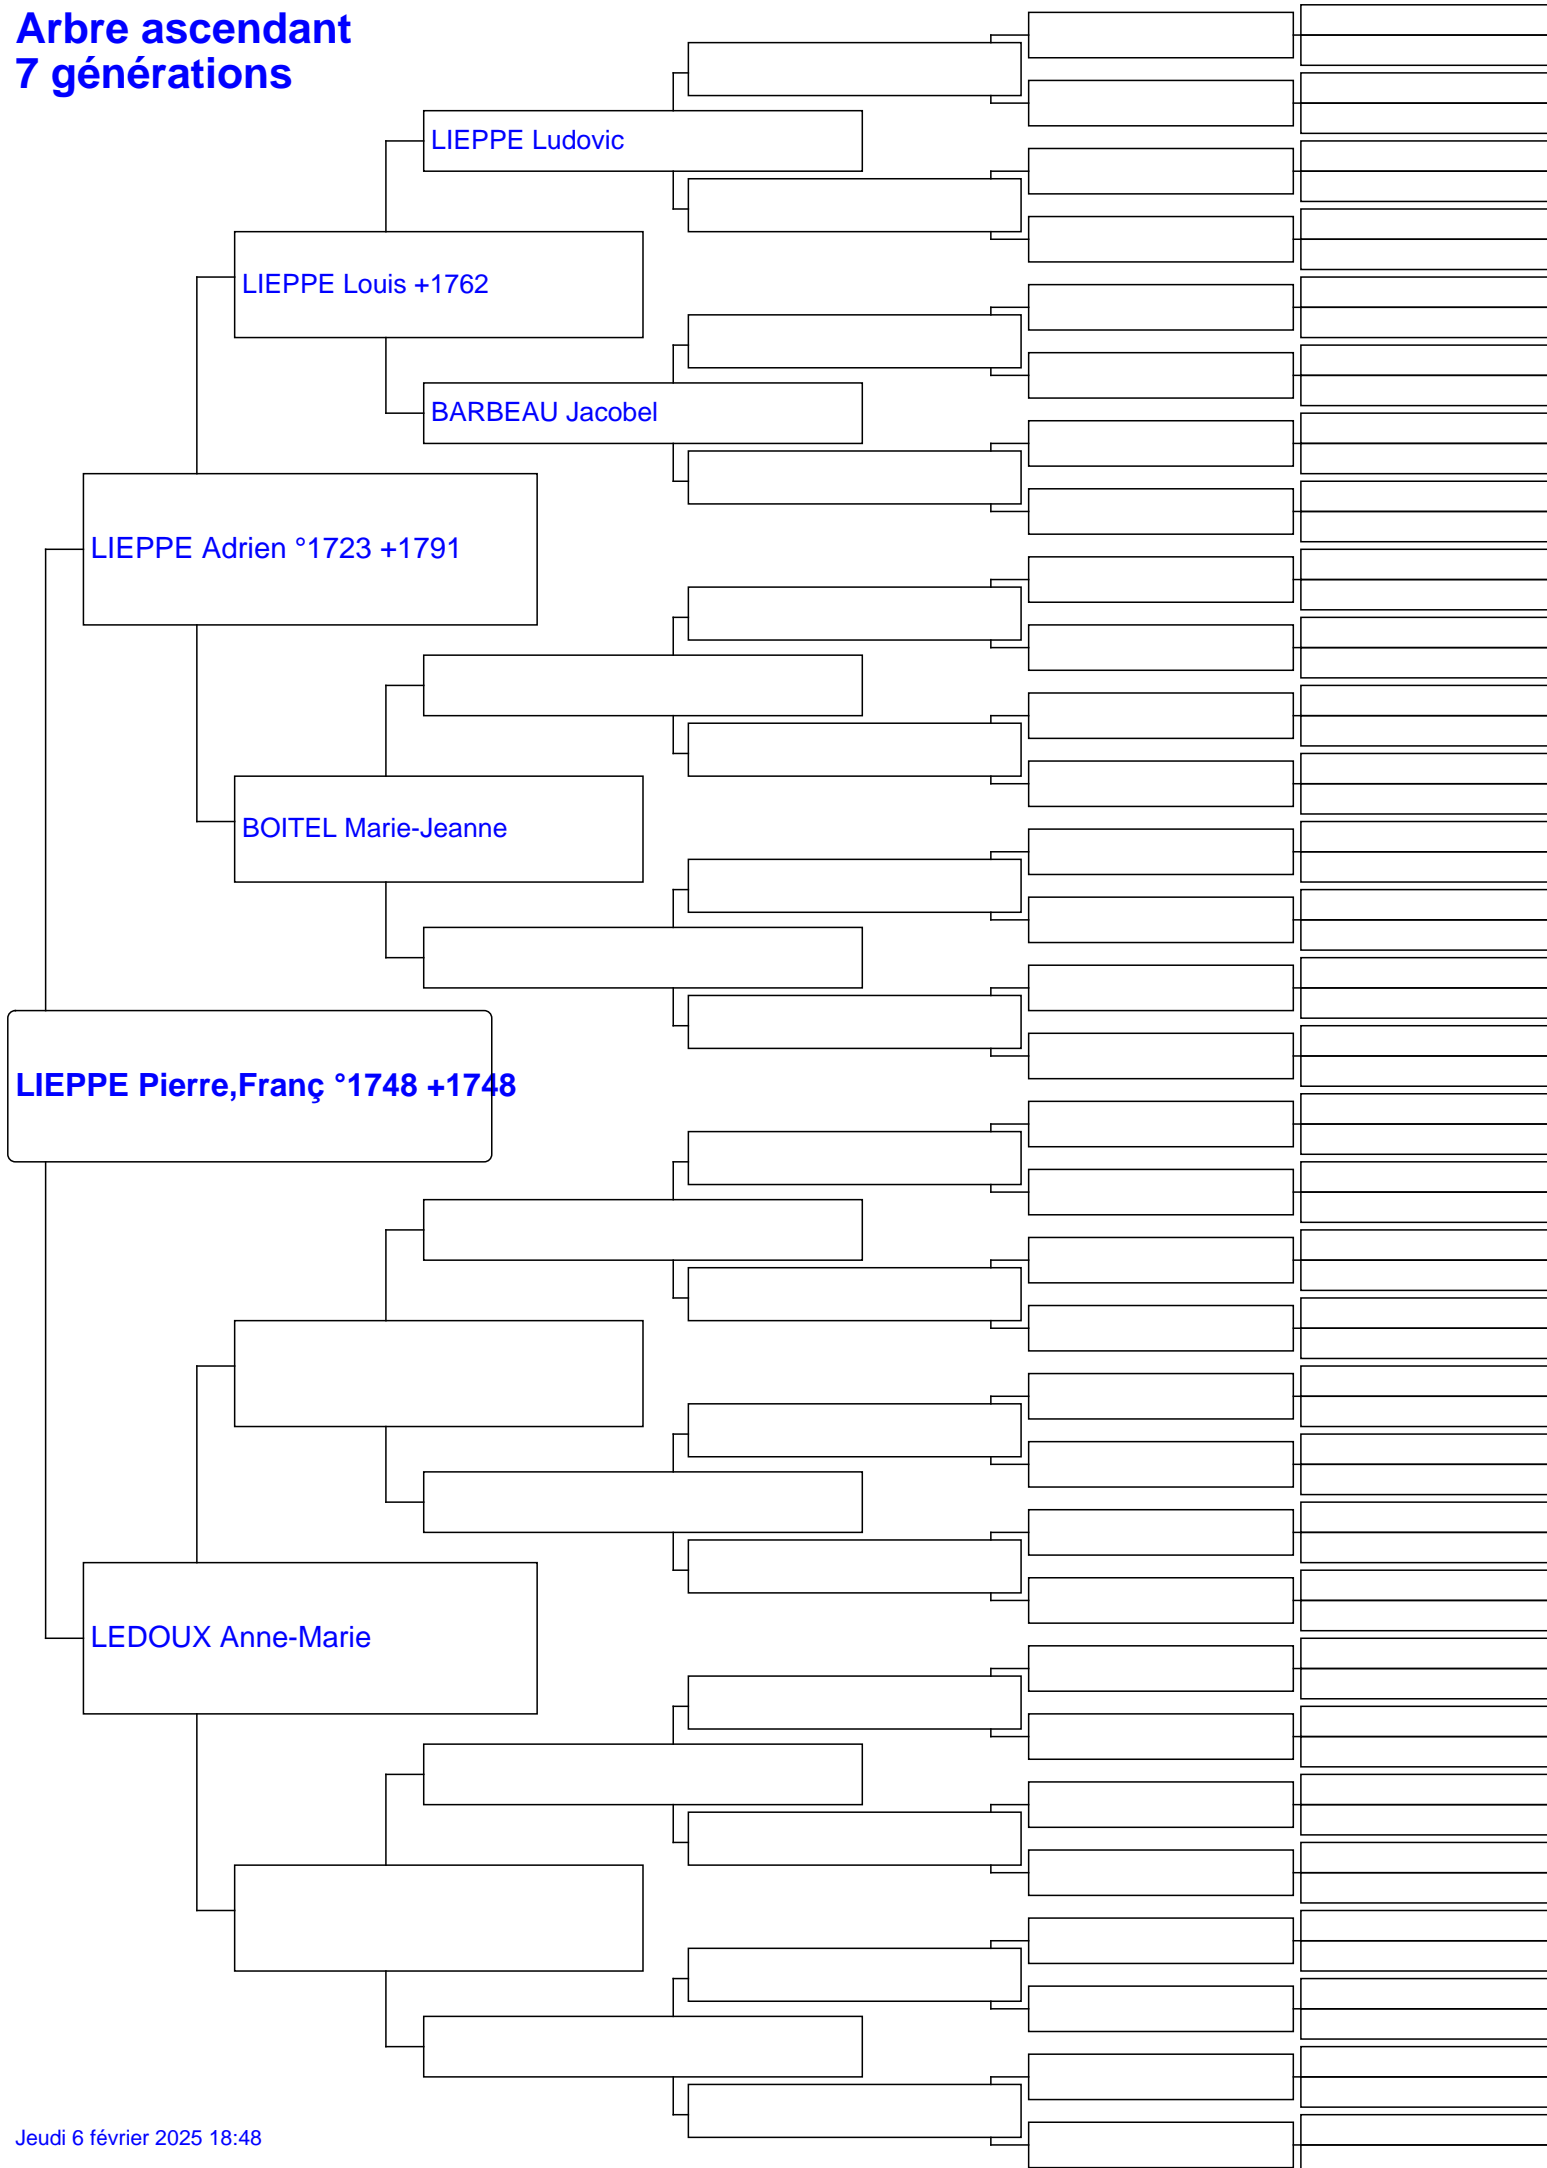 Arbre ascendant
7 générations
LIEPPE Ludovic
LIEPPE Louis +1762
BARBEAU Jacobel
LIEPPE Adrien °1723 +1791
BOITEL Marie-Jeanne
LIEPPE Pierre,Franç °1748 +1748
LEDOUX Anne-Marie
Jeudi 6 février 2025 18:48